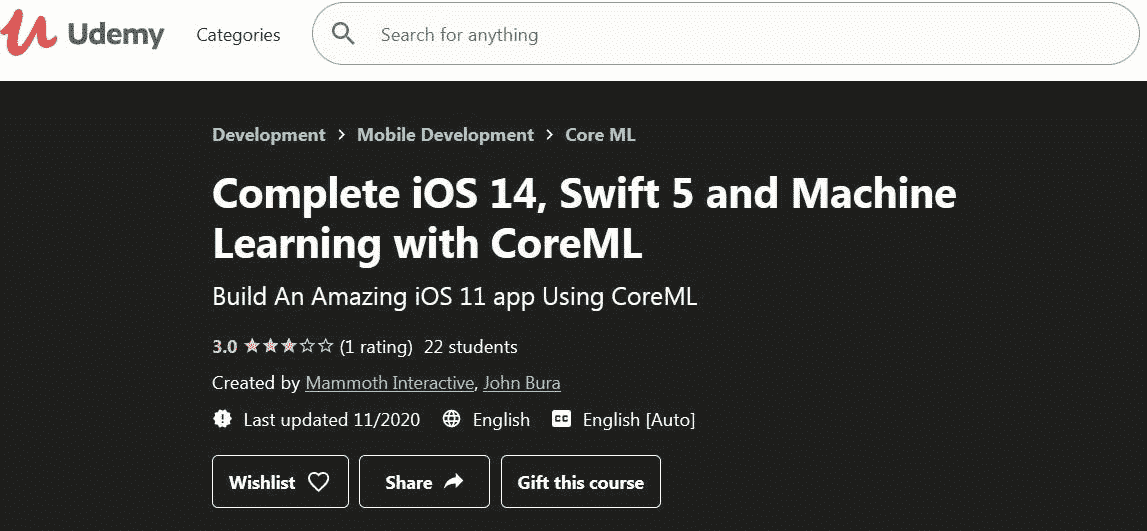 Udemy Categories Search for anything
Development > Mobile Development > Core ML
Complete iOS 14, Swift 5 and Machine
Learning with CoreML
Build An Amazing iOS 11 app Using CoreML
3.0 (1 rating) 22 students
Created by Mammoth Interactive, John Bura
Last updated 11/2020 English CC English [Auto]
Wishlist Share Gift this course